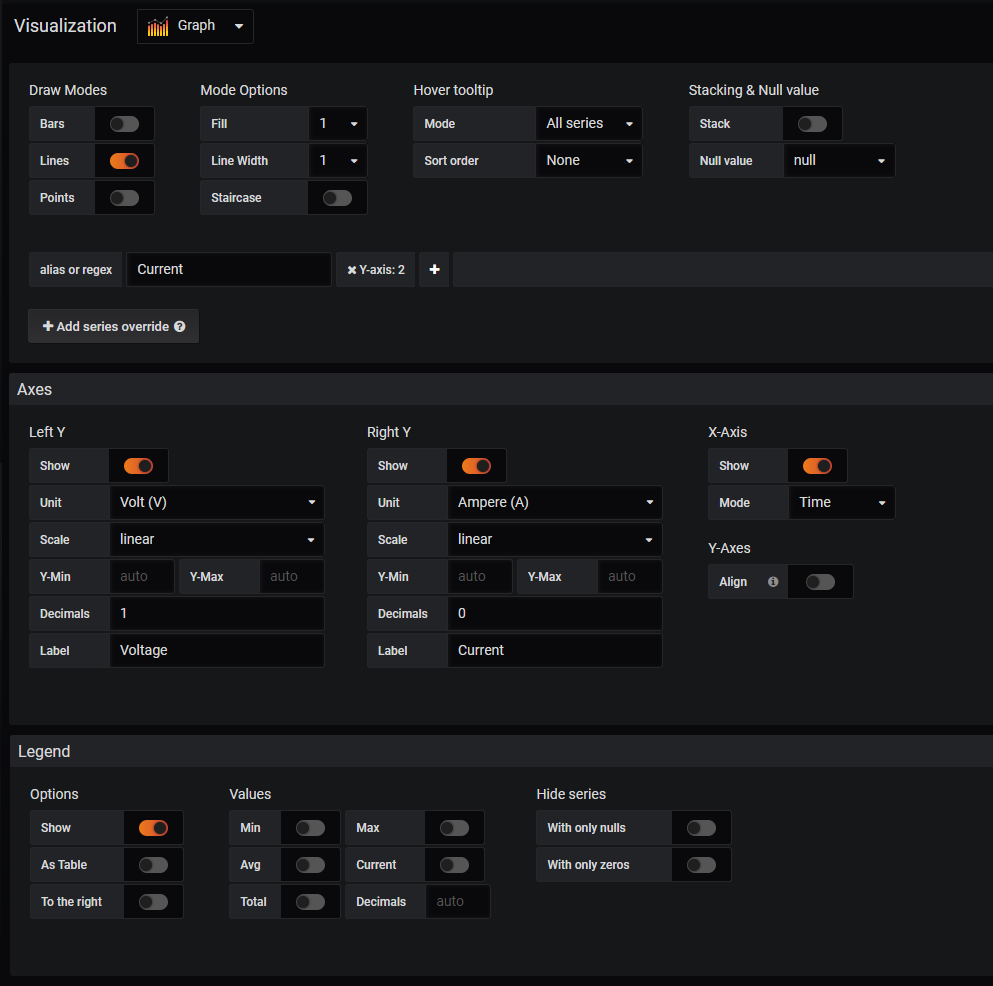 Visualization Graph
Draw Modes Mode Options Hover tooltip Stacking & Null value
Bars Fill 1 Mode All series Stack
Lines Line Width 1 Sort order None Null value null
Points Staircase
alias or regex Current Y-axis: 2
Add series override
Axes
Left Y Right Y X-Axis
Show Show Show
Unit Volt (V) Unit Ampere (A) Mode Time
Scale linear Scale linear
Y-Axes
Y-Min auto Y-Max auto Y-Min auto Y-Max auto Align
Decimals 1 Decimals 0
Label Voltage Label Current
Legend
Options Values Hide series
Show Min Max With only nulls
As Table Avg Current With only zeros
To the right Total Decimals auto